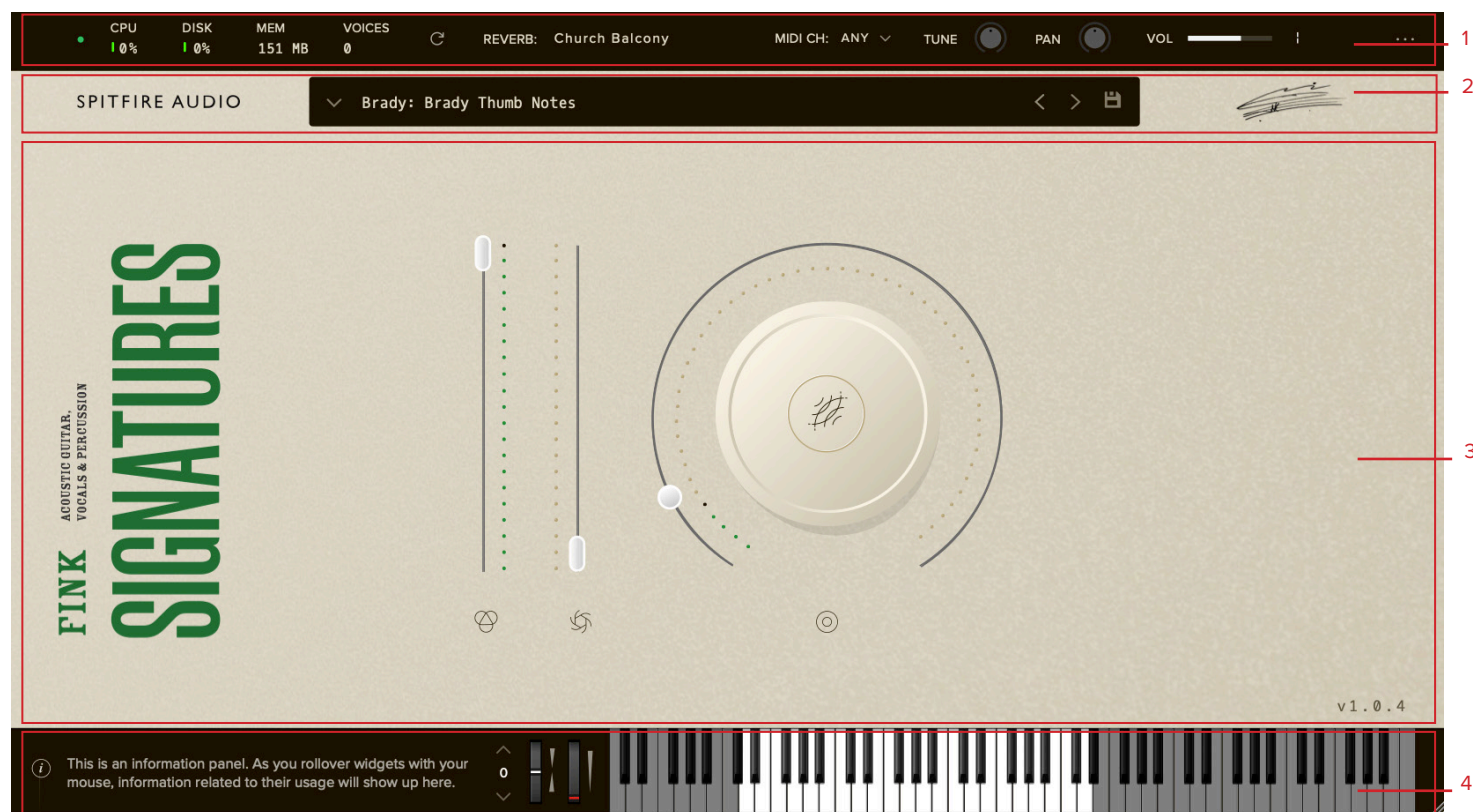 CPU DISK MEM VOICES
0% 0% 151 MB 0
REVERB: Church Balcony
MIDI CH: ANY
TUNE
PAN
VOL
...
1
SPITFIRE AUDIO
Brady: Brady Thumb Notes
2
FINK
ACOUSTIC GUITAR,
VOCALS & PERCUSSION
SIGNATURES
3
v1.0.4
i
This is an information panel. As you rollover widgets with your
mouse, information related to their usage will show up here.
0
4